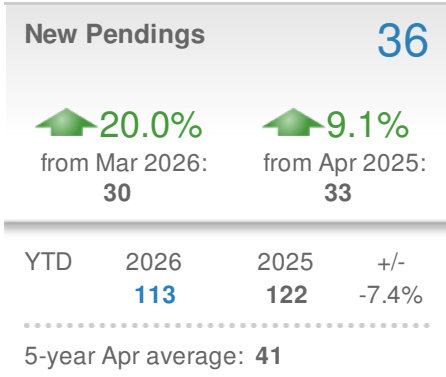 New Pendings 36
20.0% 9.1%
from Mar 2026: from Apr 2025:
30 33
YTD 2026 2025 +/-
113 122 -7.4%
5-year Apr average: 41